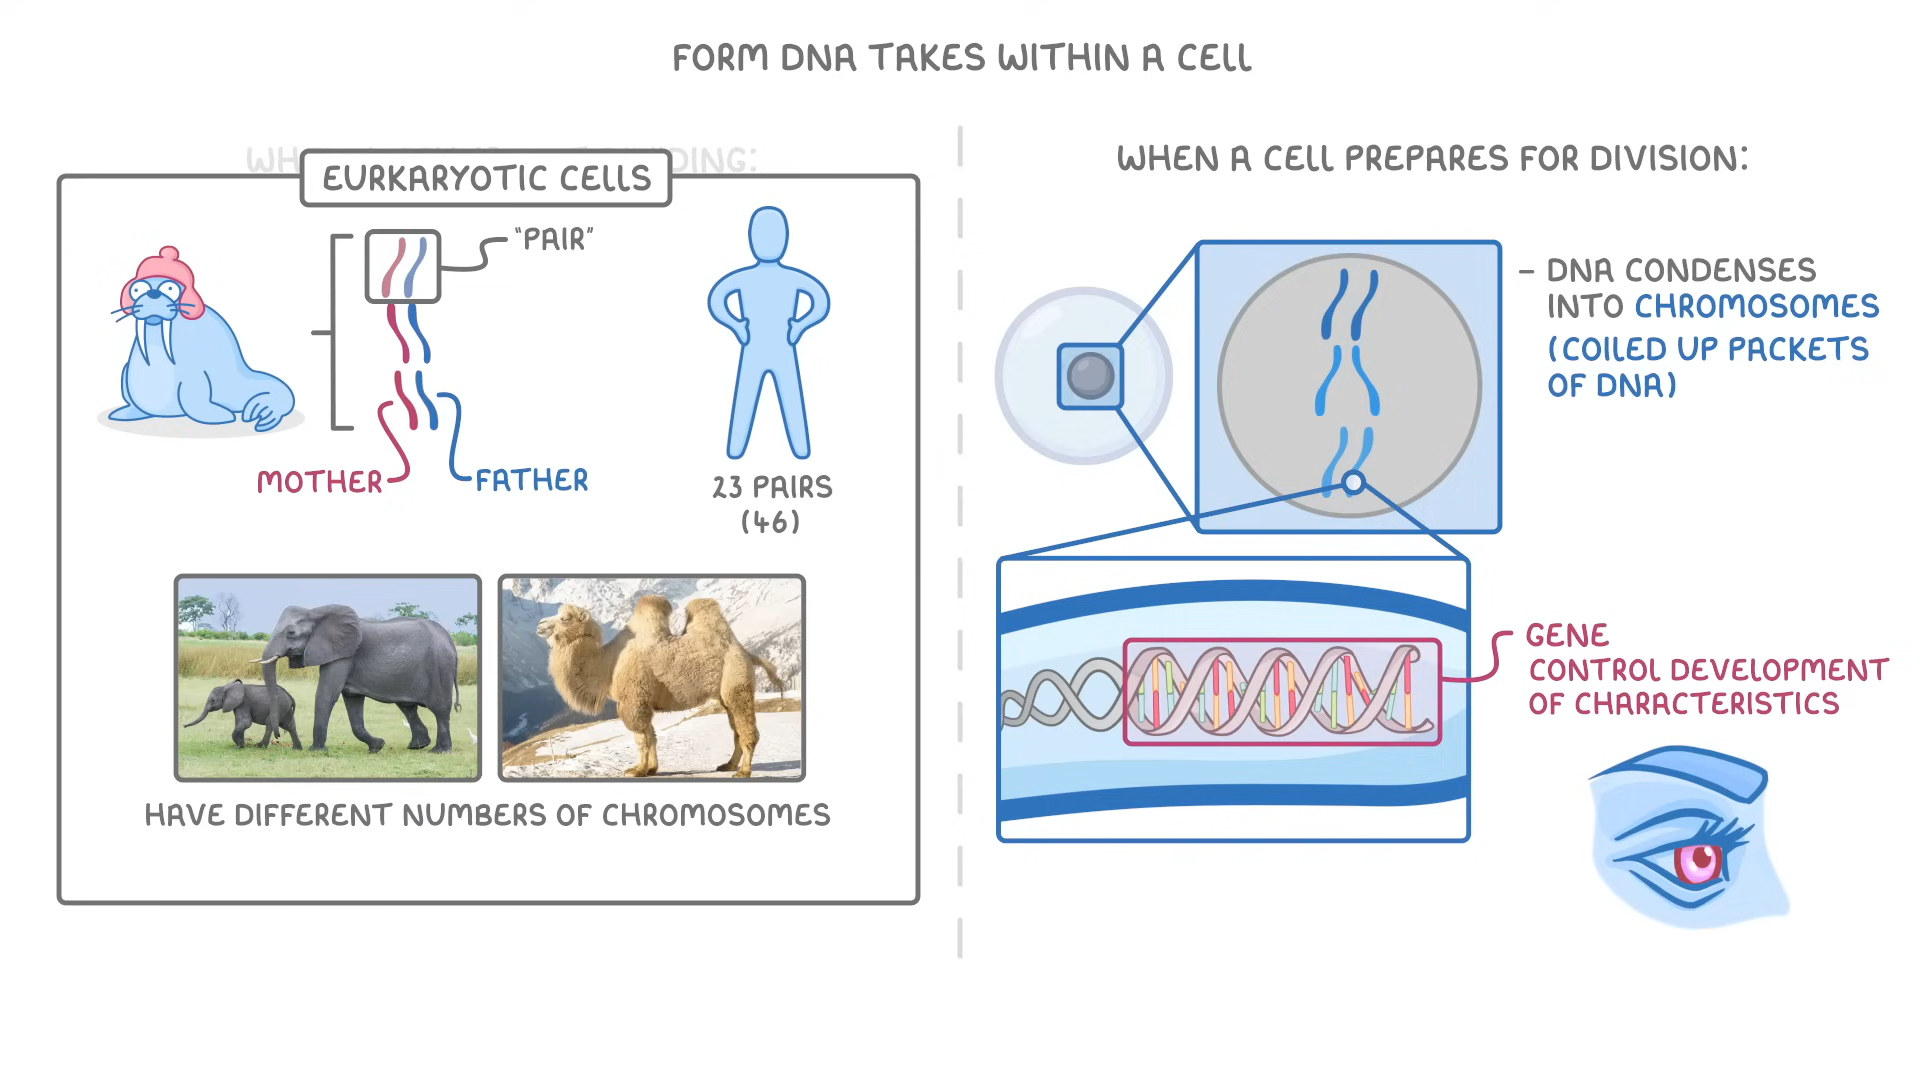 FORM DNA TAKES WITHIN A CELL
EURKARYOTIC CELLS
"PAIR"
MOTHER
FATHER
23 PAIRS
(46)
HAVE DIFFERENT NUMBERS OF CHROMOSOMES
WHEN A CELL PREPARES FOR DIVISION:
- DNA CONDENSES
INTO CHROMOSOMES
(COILED UP PACKETS
OF DNA)
GENE
CONTROL DEVELOPMENT
OF CHARACTERISTICS